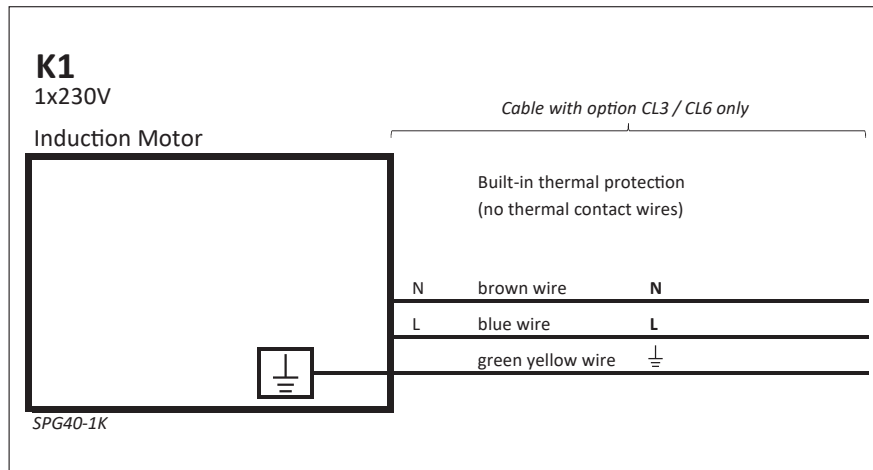 K1
1x230V
Cable with option CL3 / CL6 only
Induction Motor
Built-in thermal protection
(no thermal contact wires)
N brown wire N
L blue wire L
green yellow wire
SPG40-1K